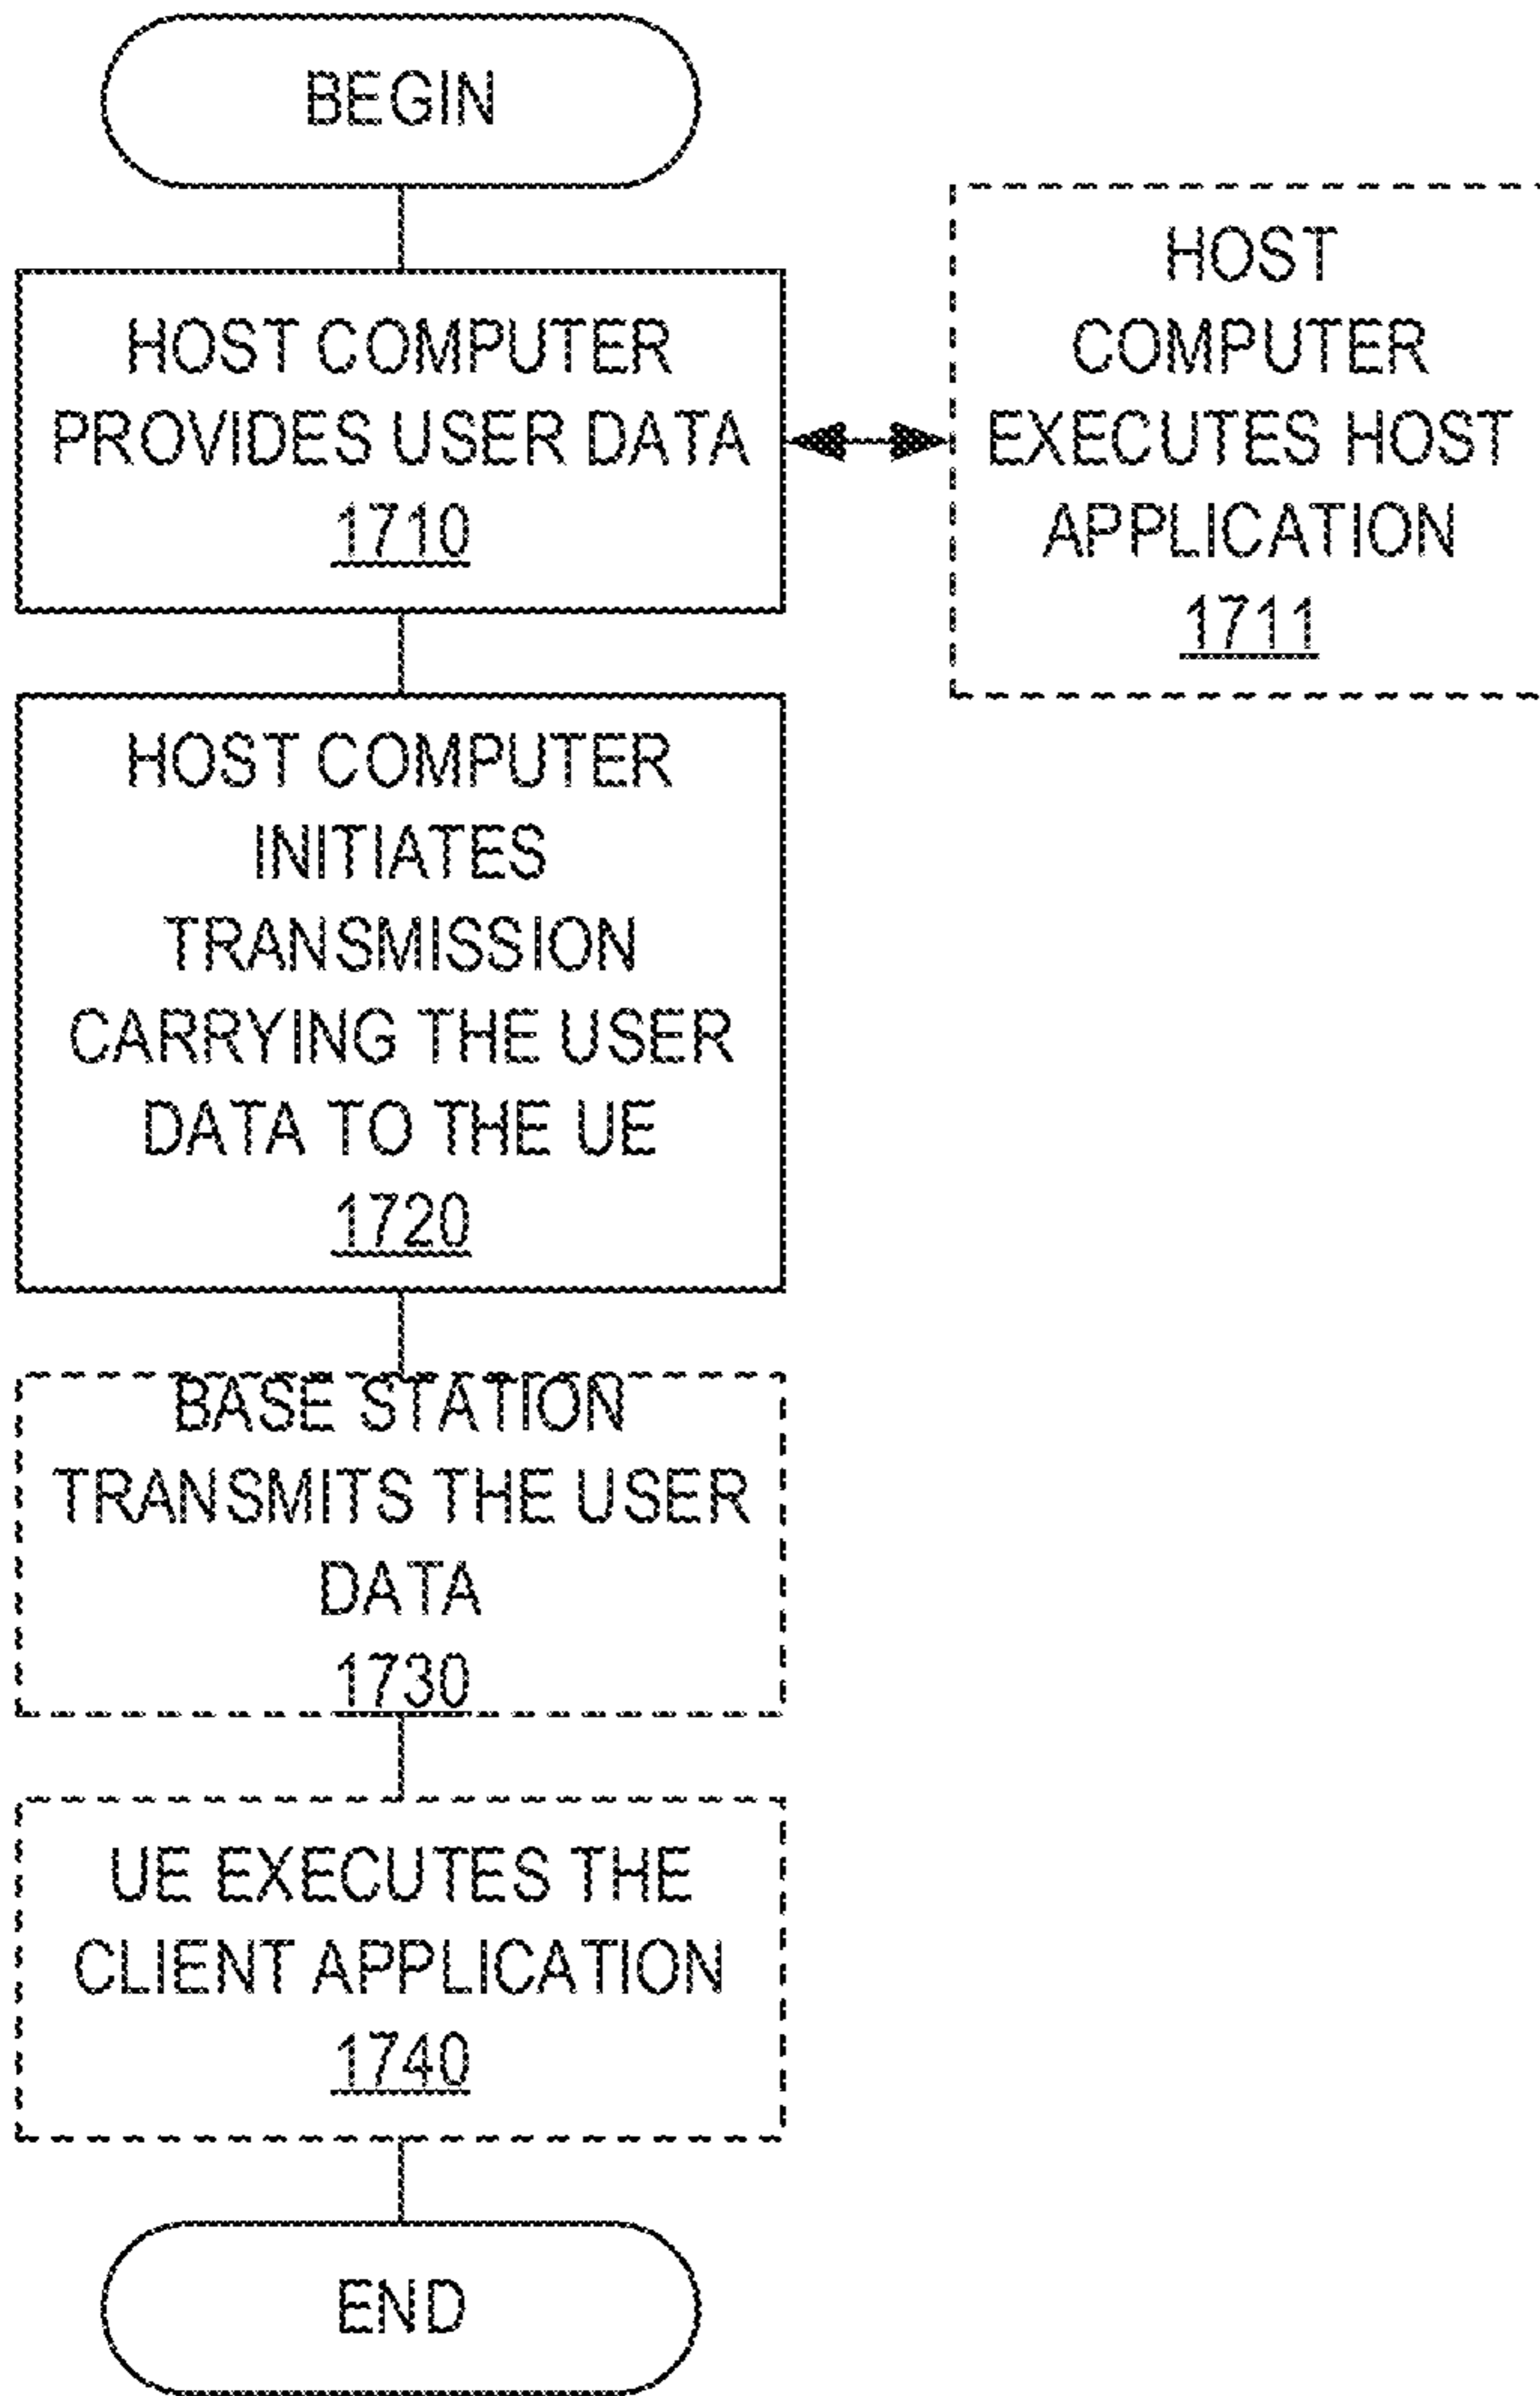 BEGIN
HOST COMPUTER
PROVIDES USER DATA
1710
HOST
COMPUTER
EXECUTES HOST
APPLICATION
1711
HOST COMPUTER
INITIATES
TRANSMISSION
CARRYING THE USER
DATA TO THE UE
1720
BASE STATION
TRANSMITS THE USER
DATA
1730
UE EXECUTES THE
CLIENT APPLICATION
1740
END